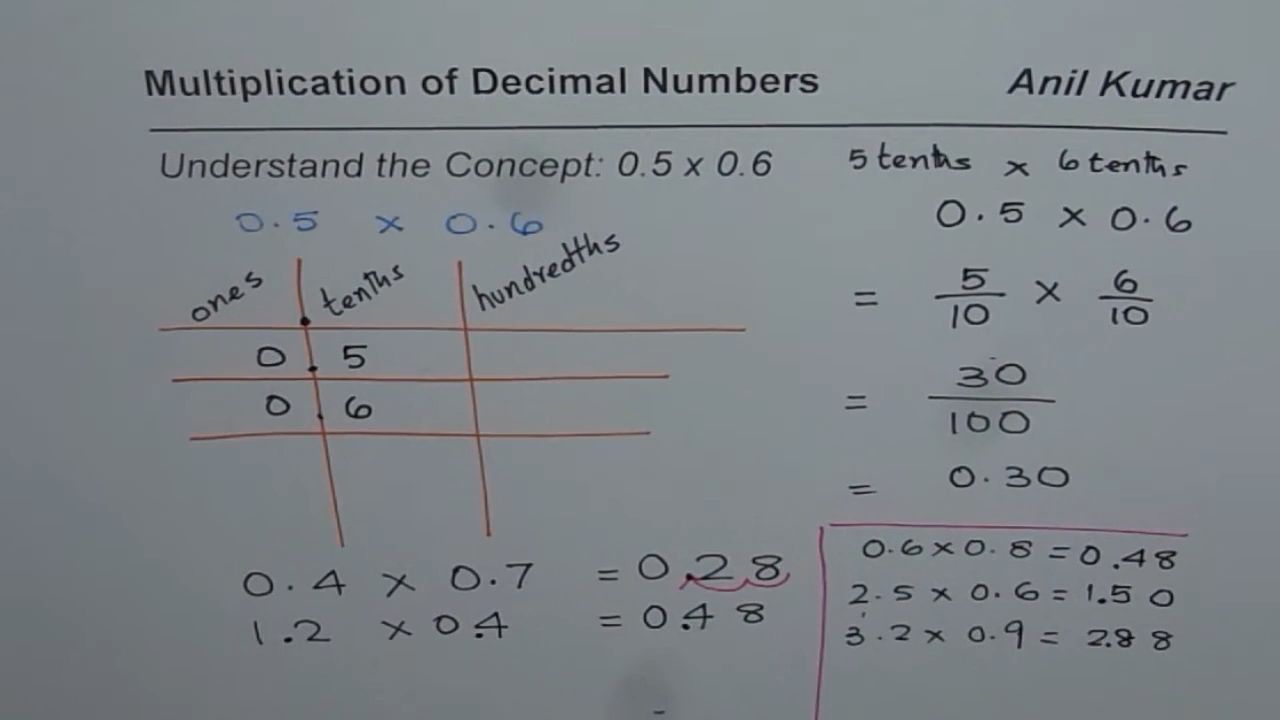 Multiplication of Decimal Numbers Anil Kumar
Understand the Concept: 0.5 x 0.6
0.5 x 0.6
ones . tenths hundredths
0 . 5
0 . 6
0.4 x 0.7 = 0.28
1.2 x 0.4 = 0.48
5 tenths x 6 tenths
0.5 x 0.6
= 5/10 x 6/10
= 30/100
= 0.30
0.6 x 0.8 = 0.48
2.5 x 0.6 = 1.50
3.2 x 0.9 = 2.88